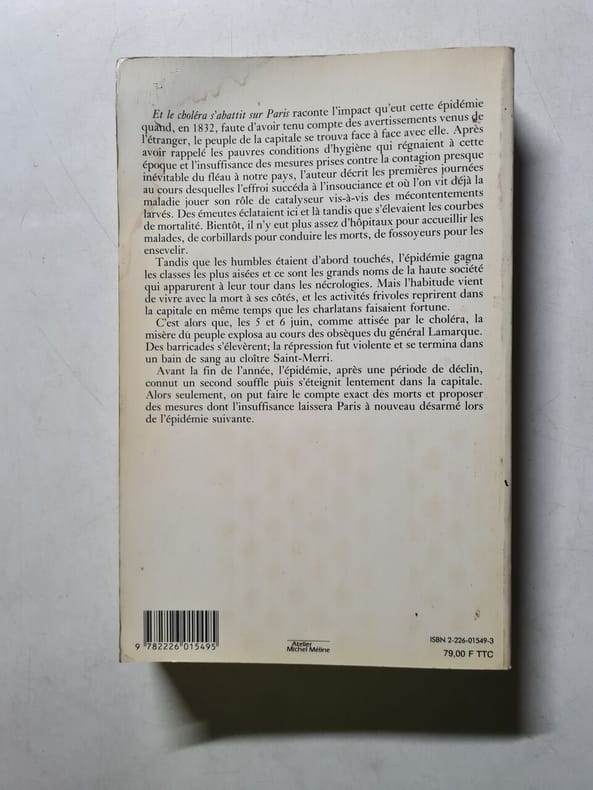 Et le choléra s'abattit sur Paris raconte l'impact qu'eut cette épidémie
quand, en 1832, faute d'avoir tenu compte des avertissements venus de
l'étranger, le peuple de la capitale se trouva face à face avec elle. Après
avoir rappelé les pauvres conditions d'hygiène qui régnaient à cette
époque et l'insuffisance des mesures prises contre la contagion presque
inévitable du fléau à notre pays, l'auteur décrit les premières journées
au cours desquelles l'effroi succéda à l'insouciance et où l'on vit déjà la
maladie jouer son rôle de catalyseur vis-à-vis des mécontentements
larvés. Des émeutes éclataient ici et là tandis que s'élevaient les courbes
de mortalité. Bientôt, il n'y eut plus assez d'hôpitaux pour accueillir les
malades, de corbillards pour conduire les morts, de fossoyeurs pour les
ensevelir.
Tandis que les humbles étaient d'abord touchés, l'épidémie gagna
les classes les plus aisées et ce sont les grands noms de la haute société
qui apparurent à leur tour dans les nécrologies. Mais l'habitude vient
de vivre avec la mort à ses côtés, et les activités frivoles reprirent dans
la capitale en même temps que les charlatans faisaient fortune.
C'est alors que, les 5 et 6 juin, comme attisée par le choléra, la
misère du peuple explosa au cours des obsèques du général Lamarque.
Des barricades s'élevèrent; la répression fut violente et se termina dans
un bain de sang au cloître Saint-Merri.
Avant la fin de l'année, l'épidémie, après une période de déclin,
connut un second souffle puis s'éteignit lentement dans la capitale.
Alors seulement, on put faire le compte exact des morts et proposer
des mesures dont l'insuffisance laissera Paris à nouveau désarmé lors
de l'épidémie suivante.
9 782226 015495
Atelier
Michel Méline
ISBN 2-226-01549-3
79,00 F TTC